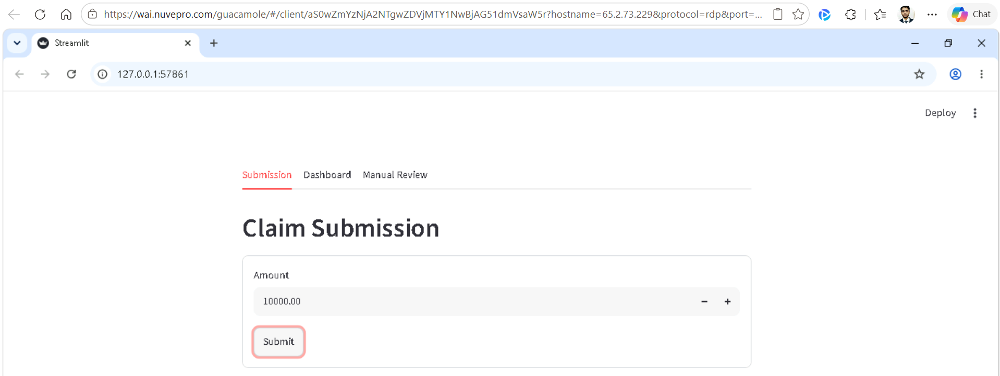 https://wai.nuvepro.com/guacamole/#/client/aS0wZmYzNjA2NTgwZDVjMTY1NwBjAG51dmVsaW5r?hostname=65.2.73.229&protocol=rdp&port=...
Chat
Streamlit
127.0.0.1:57861
Deploy
Submission Dashboard Manual Review
Claim Submission
Amount
10000.00
Submit